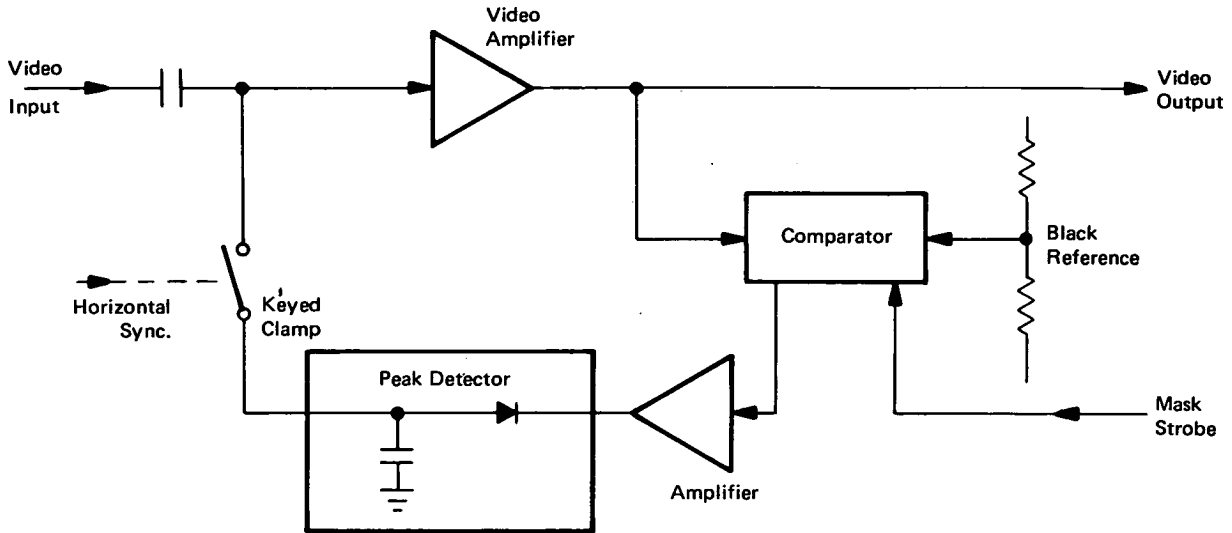 Video
Amplifier
Video
Input
Video
Output
Comparator
Black
Reference
Horizontal
Sync.
Keyed
Clamp
Peak Detector
Amplifier
Mask
Strobe